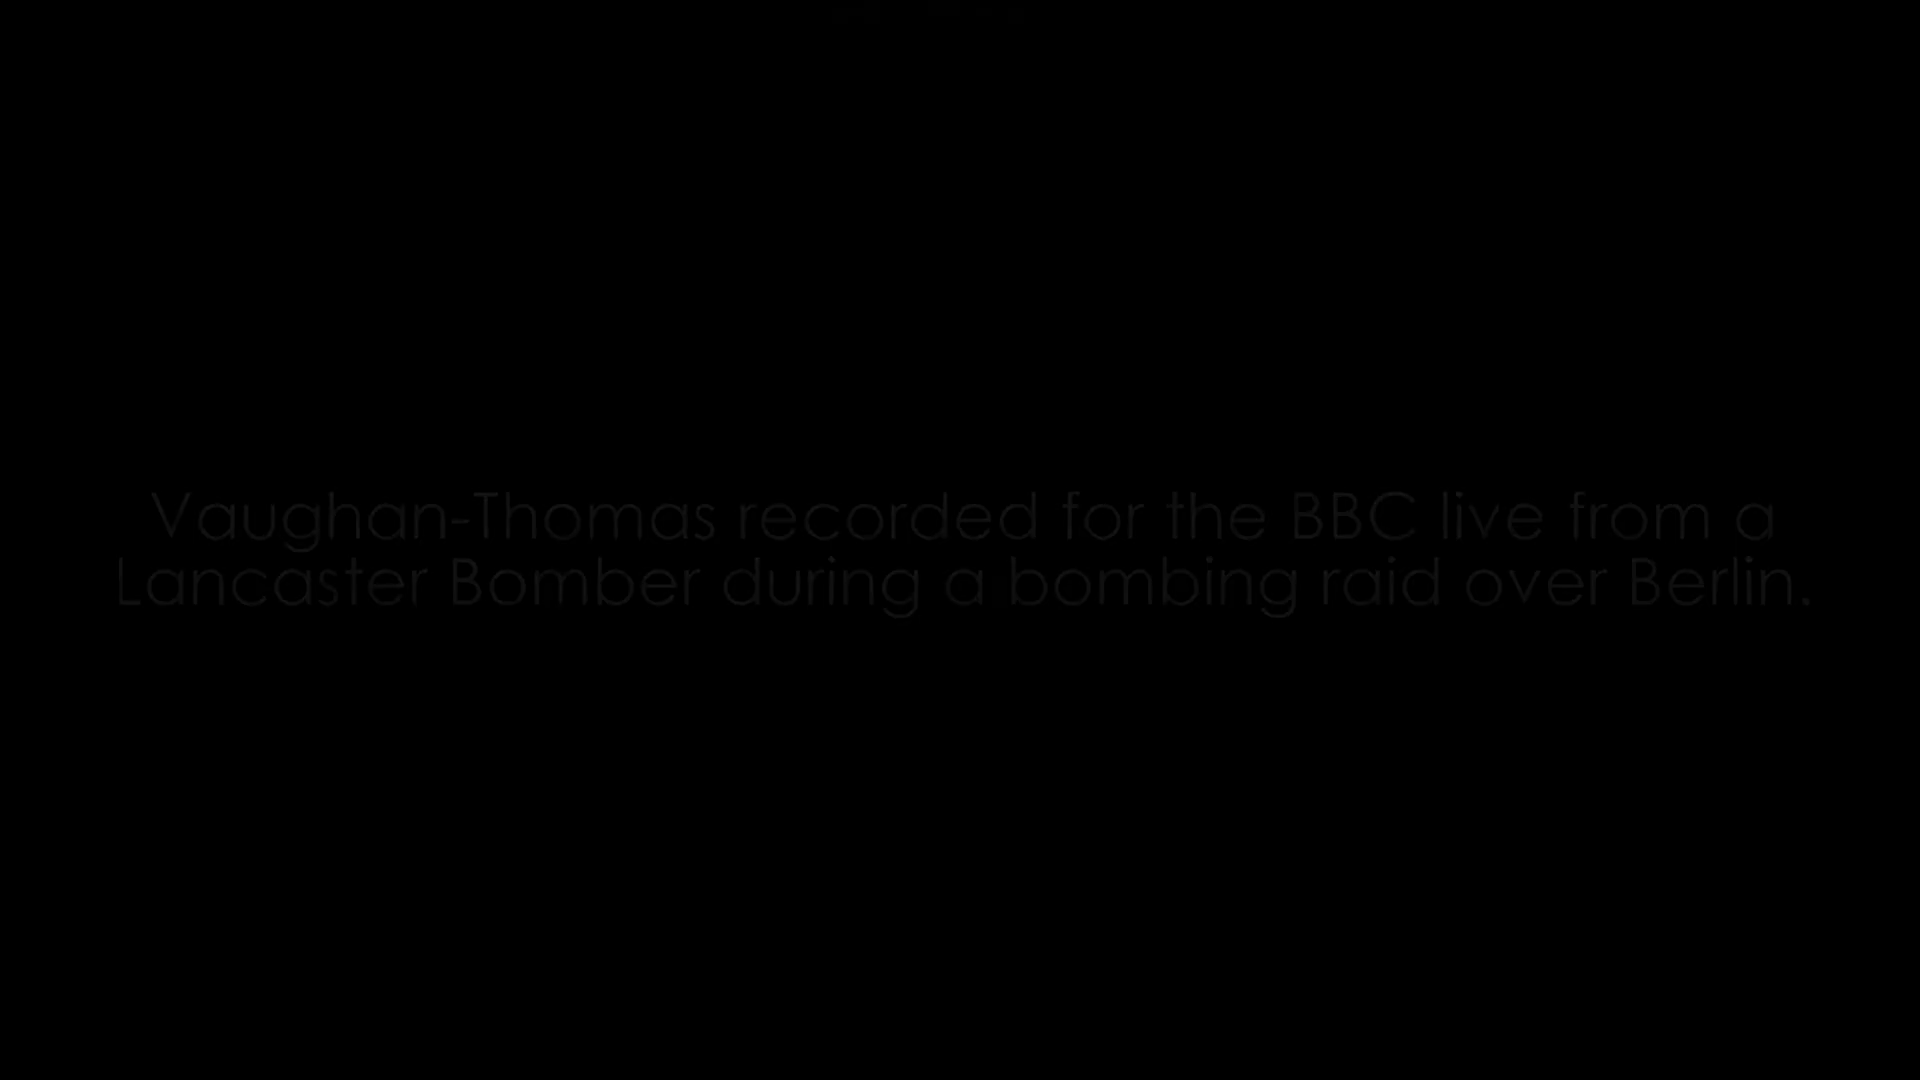 Vaughan-Thomas recorded for the BBC live from a
Lancaster Bomber during a bombing raid over Berlin.